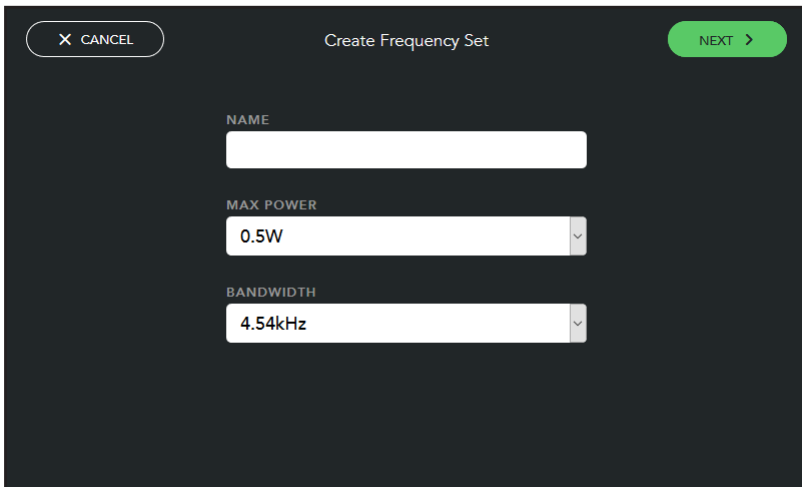 CANCEL
Create Frequency Set
NEXT
NAME
MAX POWER
0.5W
BANDWIDTH
4.54kHz